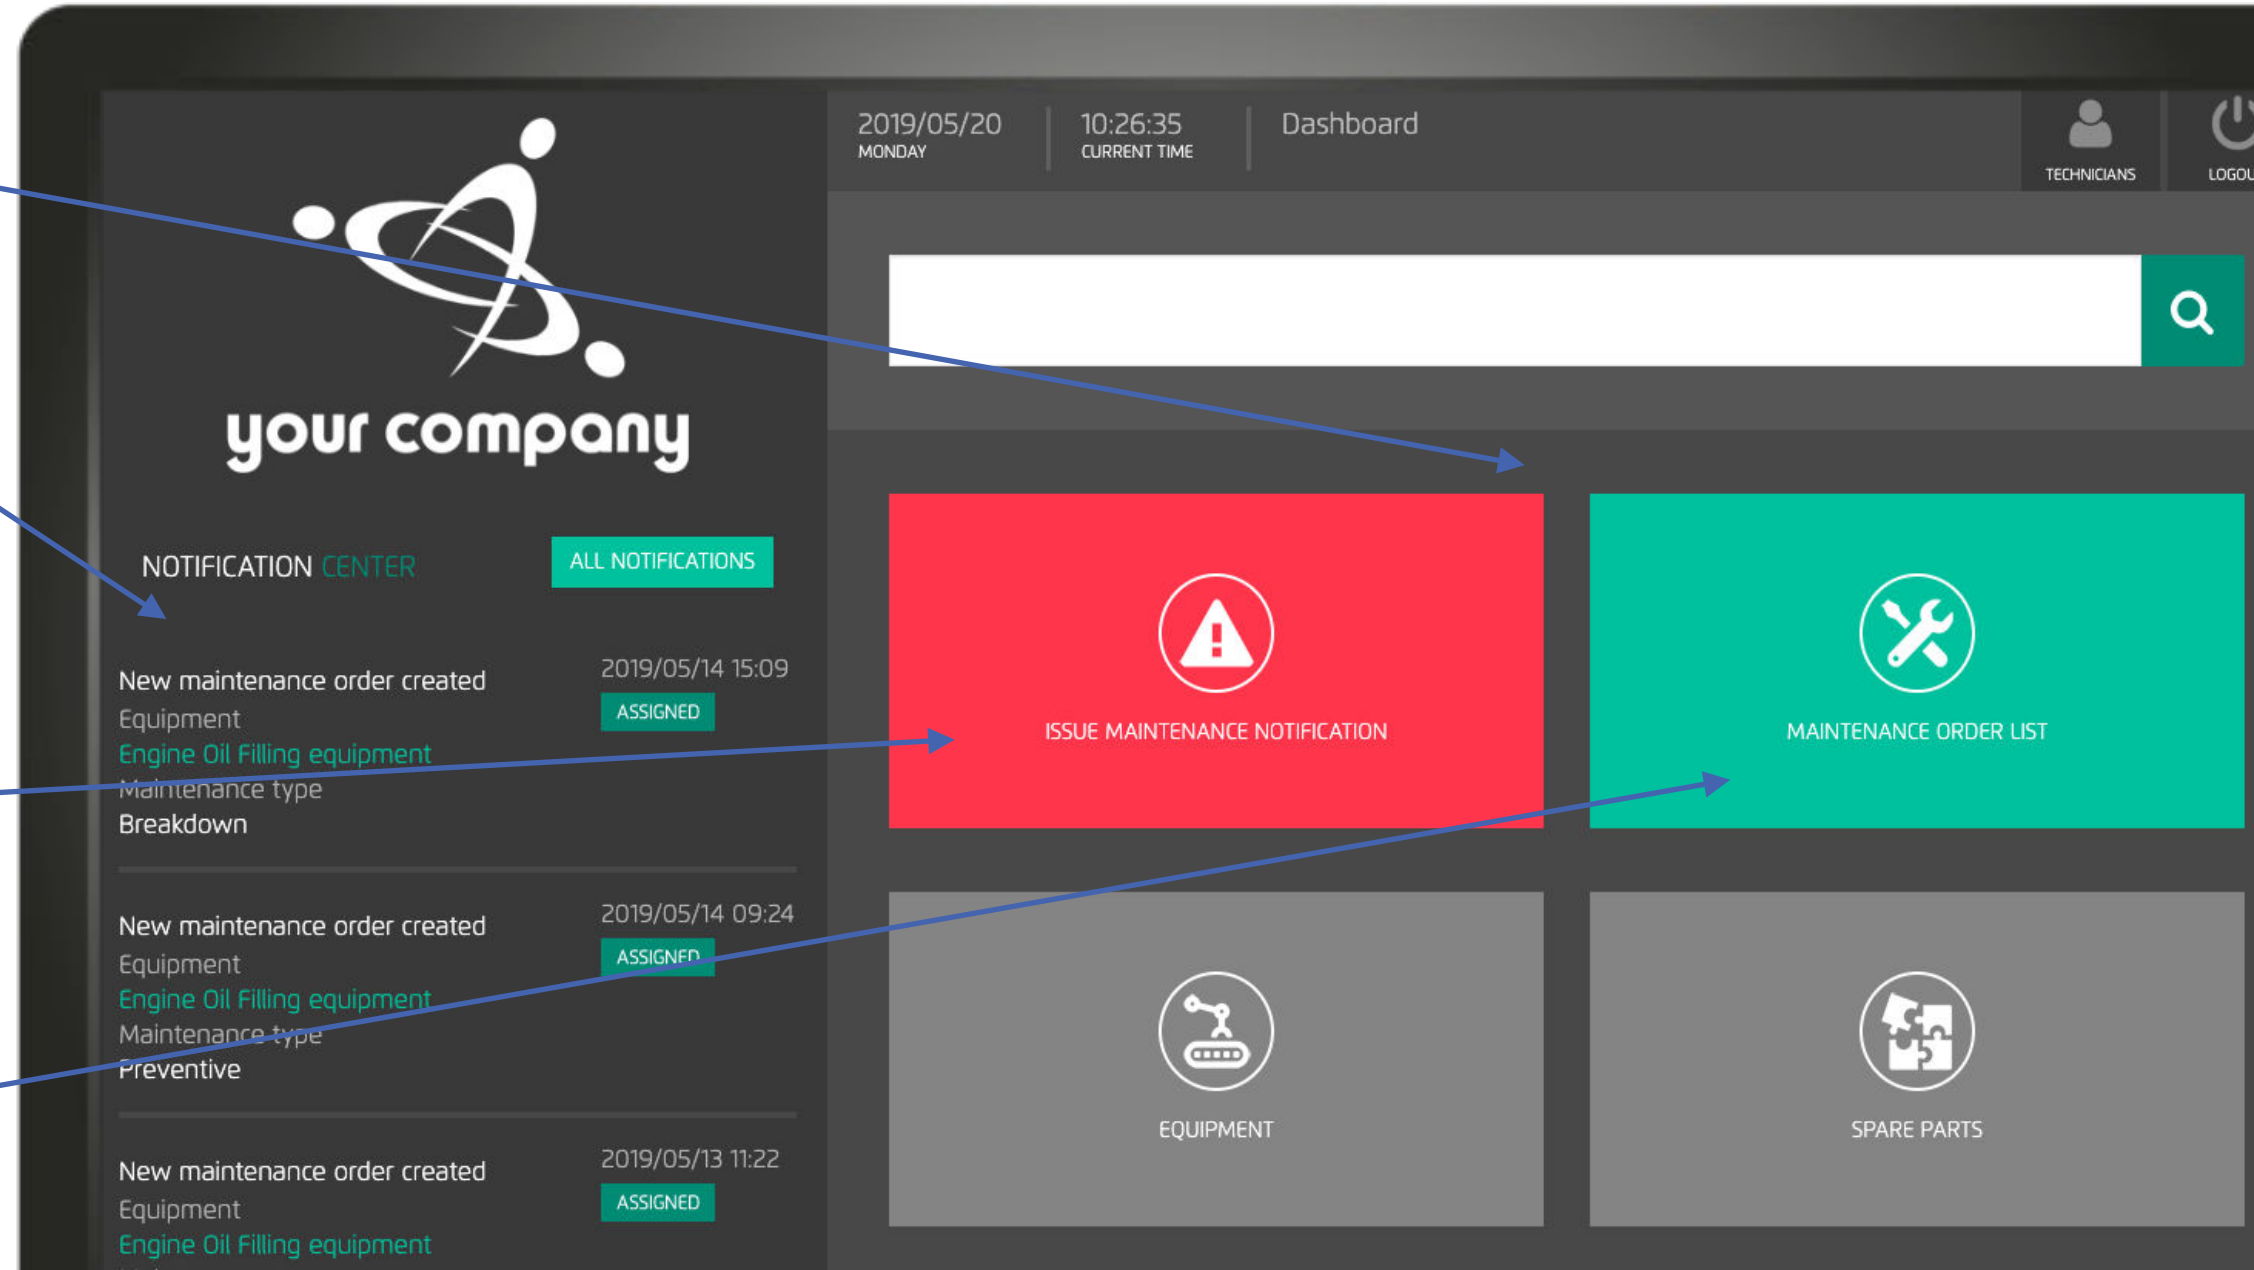 your company
NOTIFICATION CENTER
ALL NOTIFICATIONS
New maintenance order created
2019/05/14 15:09
ASSIGNED
Equipment
Engine Oil Filling equipment
Maintenance type
Breakdown
New maintenance order created
2019/05/14 09:24
ASSIGNED
Equipment
Engine Oil Filling equipment
Maintenance type
Preventive
New maintenance order created
2019/05/13 11:22
ASSIGNED
Equipment
Engine Oil Filling equipment
2019/05/20
MONDAY
10:26:35
CURRENT TIME
Dashboard
TECHNICIANS
LOGOU
ISSUE MAINTENANCE NOTIFICATION
MAINTENANCE ORDER LIST
EQUIPMENT
SPARE PARTS